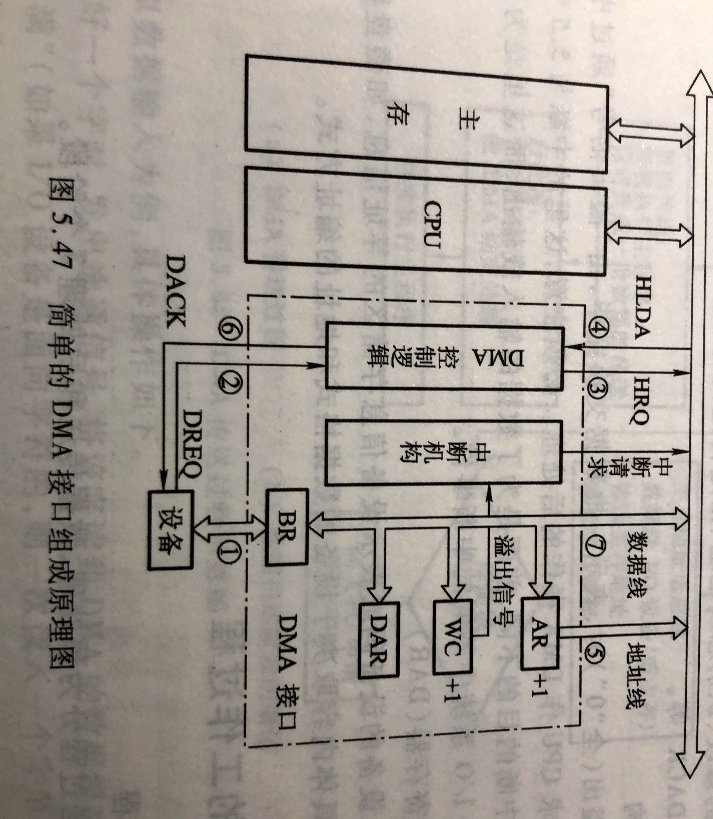 HLDA
HRQ
中断请求
数据线
地址线
④
③
⑦
⑤
主存
CPU
DMA 控制逻辑
中断机构
AR
+1
溢出信号
WC
+1
DAR
BR
DMA 接口
⑥
②
①
DACK
DREQ
设备
图 5.47 简单的 DMA 接口组成原理图